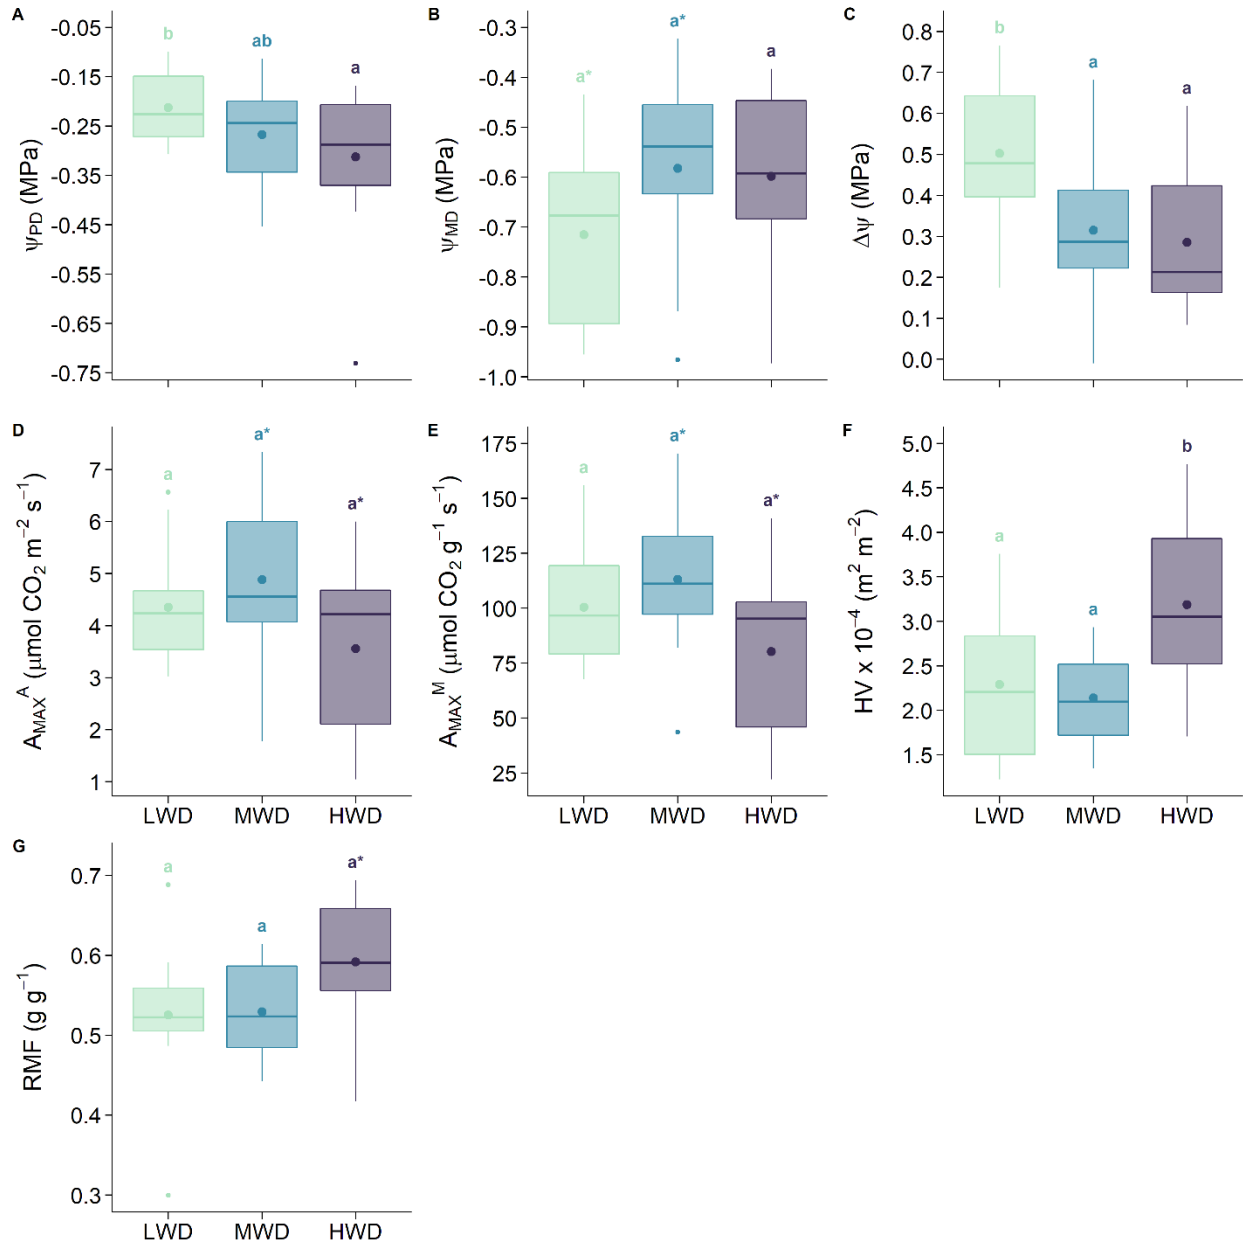 A
ΨPD (MPa)
-0.05
-0.15
-0.25
-0.35
-0.45
-0.55
-0.65
-0.75
b
ab
a
B
ΨMD (MPa)
-0.3
-0.4
-0.5
-0.6
-0.7
-0.8
-0.9
-1.0
a*
a*
a
C
Δψ (MPa)
0.8
0.7
0.6
0.5
0.4
0.3
0.2
0.1
0.0
b
a
a
D
AMAX^A (μmol CO₂ m⁻² s⁻¹)
7
6
5
4
3
2
1
a
a*
a*
LWD MWD HWD
E
AMAX^M (μmol CO₂ g⁻¹ s⁻¹)
175
150
125
100
75
50
25
a
a*
a*
LWD MWD HWD
F
HV x 10⁻⁴ (m² m⁻²)
5.0
4.5
4.0
3.5
3.0
2.5
2.0
1.5
a
a
b
LWD MWD HWD
G
RMF (g g⁻¹)
0.7
0.6
0.5
0.4
0.3
a
a
a*
LWD MWD HWD